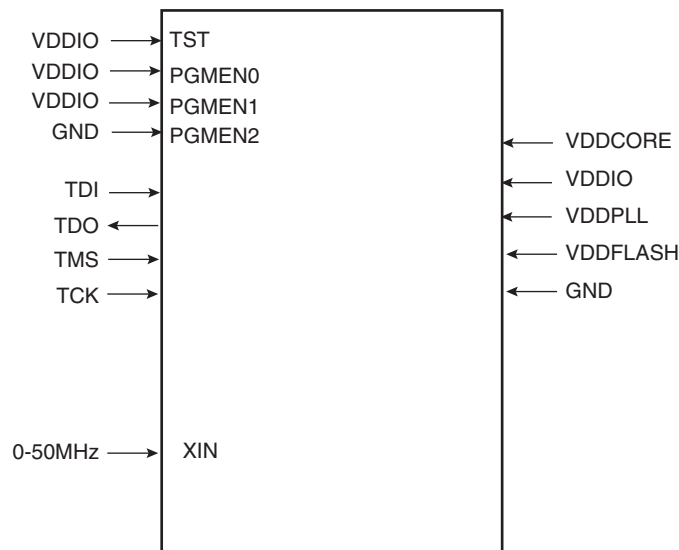 VDDIO TST
VDDIO PGMEN0
VDDIO PGMEN1
GND PGMEN2
VDDCORE
TDI VDDIO
TDO VDDPLL
TMS VDDFLASH
TCK GND
0-50MHz XIN